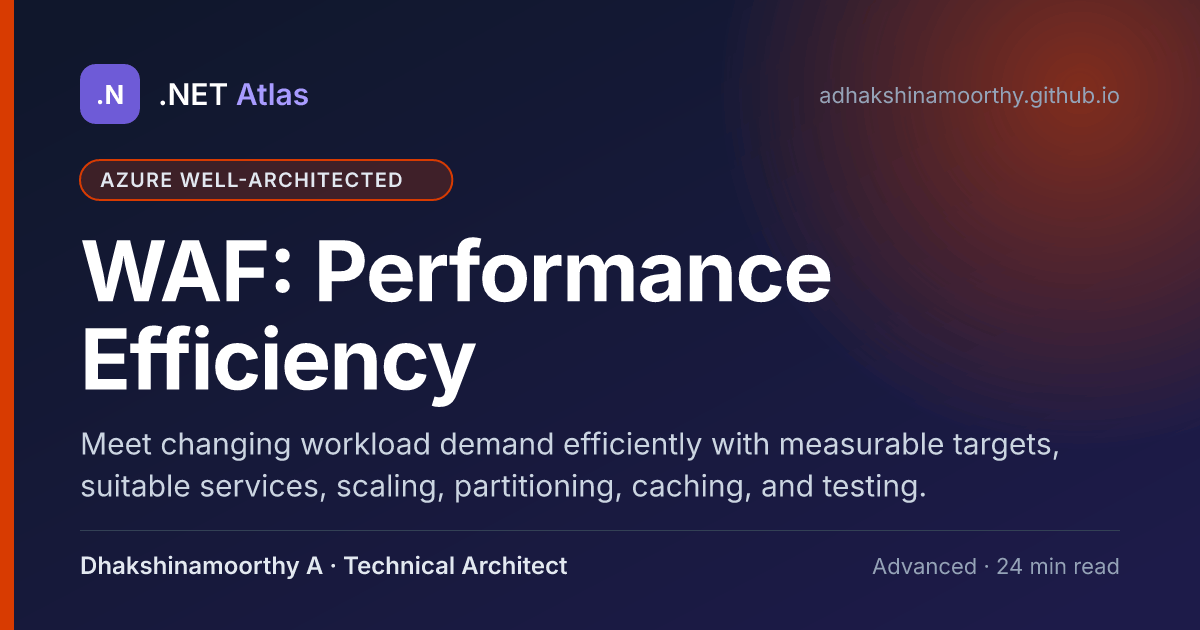 .N .NET Atlas
adhakshinamoorthy.github.io
AZURE WELL-ARCHITECTED
WAF: Performance
Efficiency
Meet changing workload demand efficiently with measurable targets,
suitable services, scaling, partitioning, caching, and testing.
Dhakshinamoorthy A · Technical Architect
Advanced · 24 min read